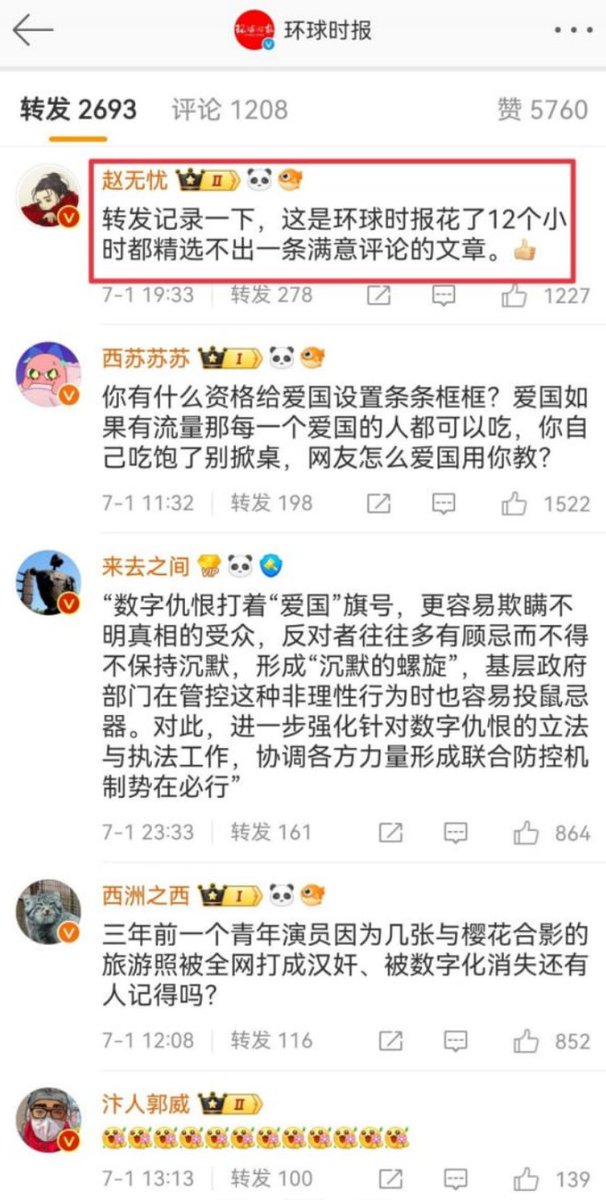 环球时报
转发 2693 评论 1208 赞 5760
赵无忧
转发记录一下，这是环球时报花了12个小
时都精选不出一条满意评论的文章。
7-1 19:33 转发 278 1227
西苏苏苏
你有什么资格给爱国设置条条框框？爱国如
果有流量那每一个爱国的人都可以吃，你自
己吃饱了别掀桌，网友怎么爱国用你教？
7-1 11:32 转发 198 1522
来去之间
“数字仇恨打着“爱国”旗号，更容易欺瞒不
明真相的受众，反对者往往多有顾忌而不得
不保持沉默，形成“沉默的螺旋”，基层政府
部门在管控这种非理性行为时也容易投鼠忌
器。对此，进一步强化针对数字仇恨的立法
与执法工作，协调各方力量形成联合防控机
制势在必行”
7-1 23:33 转发 161 864
西洲之西
三年前一个青年演员因为几张与樱花合影的
旅游照被全网打成汉奸、被数字化消失还有
人记得吗？
7-1 12:08 转发 116 852
汴人郭威
7-1 13:13 转发 100 139